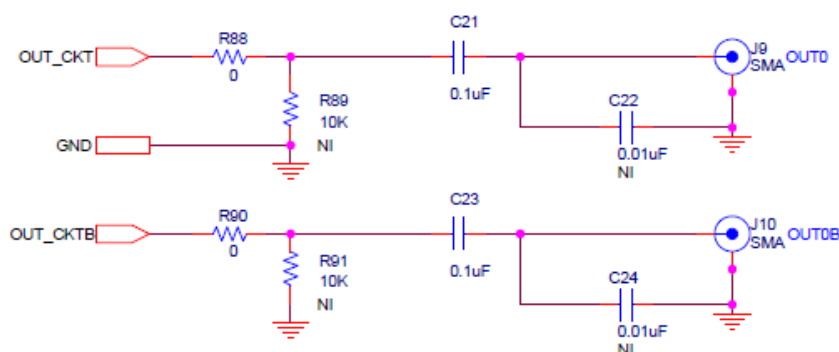 C21
R88
J9
OUT_CKT
SMA
OUT0
0
R89
0.1uF
C22
10K
GND
NI
0.01uF
NI
C23
R90
J10
OUT_CKTB
SMA
OUT0B
0
R91
0.1uF
C24
10K
NI
0.01uF
NI